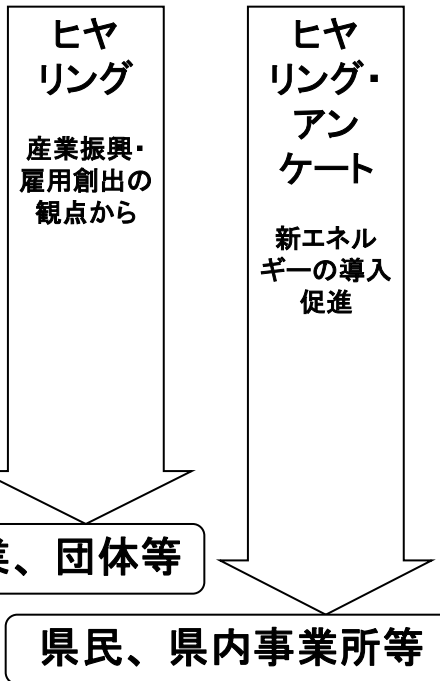 ヒヤ
リング
産業振興・
雇用創出の
観点から
ヒヤ
リング・
アン
ケート
新エネル
ギーの導入
促進
業、団体等
県民、県内事業所等